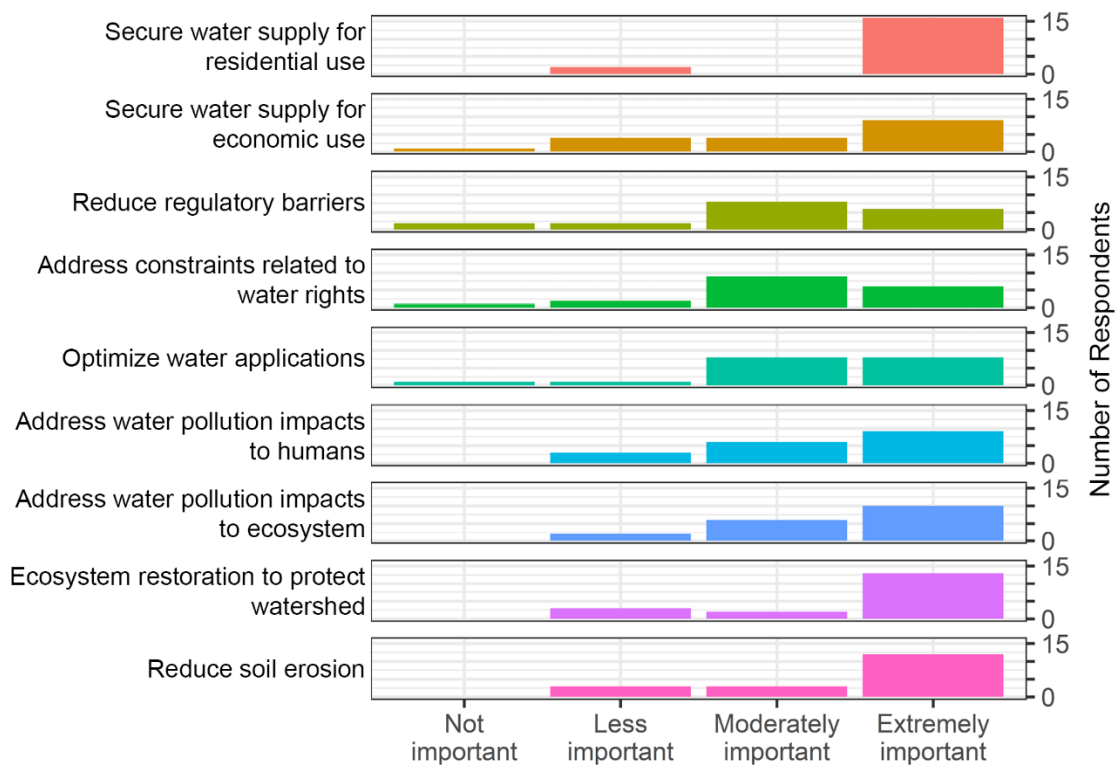 Secure water supply for
residential use
15
0
Secure water supply for
economic use
15
0
Reduce regulatory barriers
15
0
Address constraints related to
water rights
15
0
Optimize water applications
15
0
Address water pollution impacts
to humans
15
0
Address water pollution impacts
to ecosystem
15
0
Ecosystem restoration to protect
watershed
15
0
Reduce soil erosion
15
0
Number of Respondents
Not
important
Less
important
Moderately
important
Extremely
important